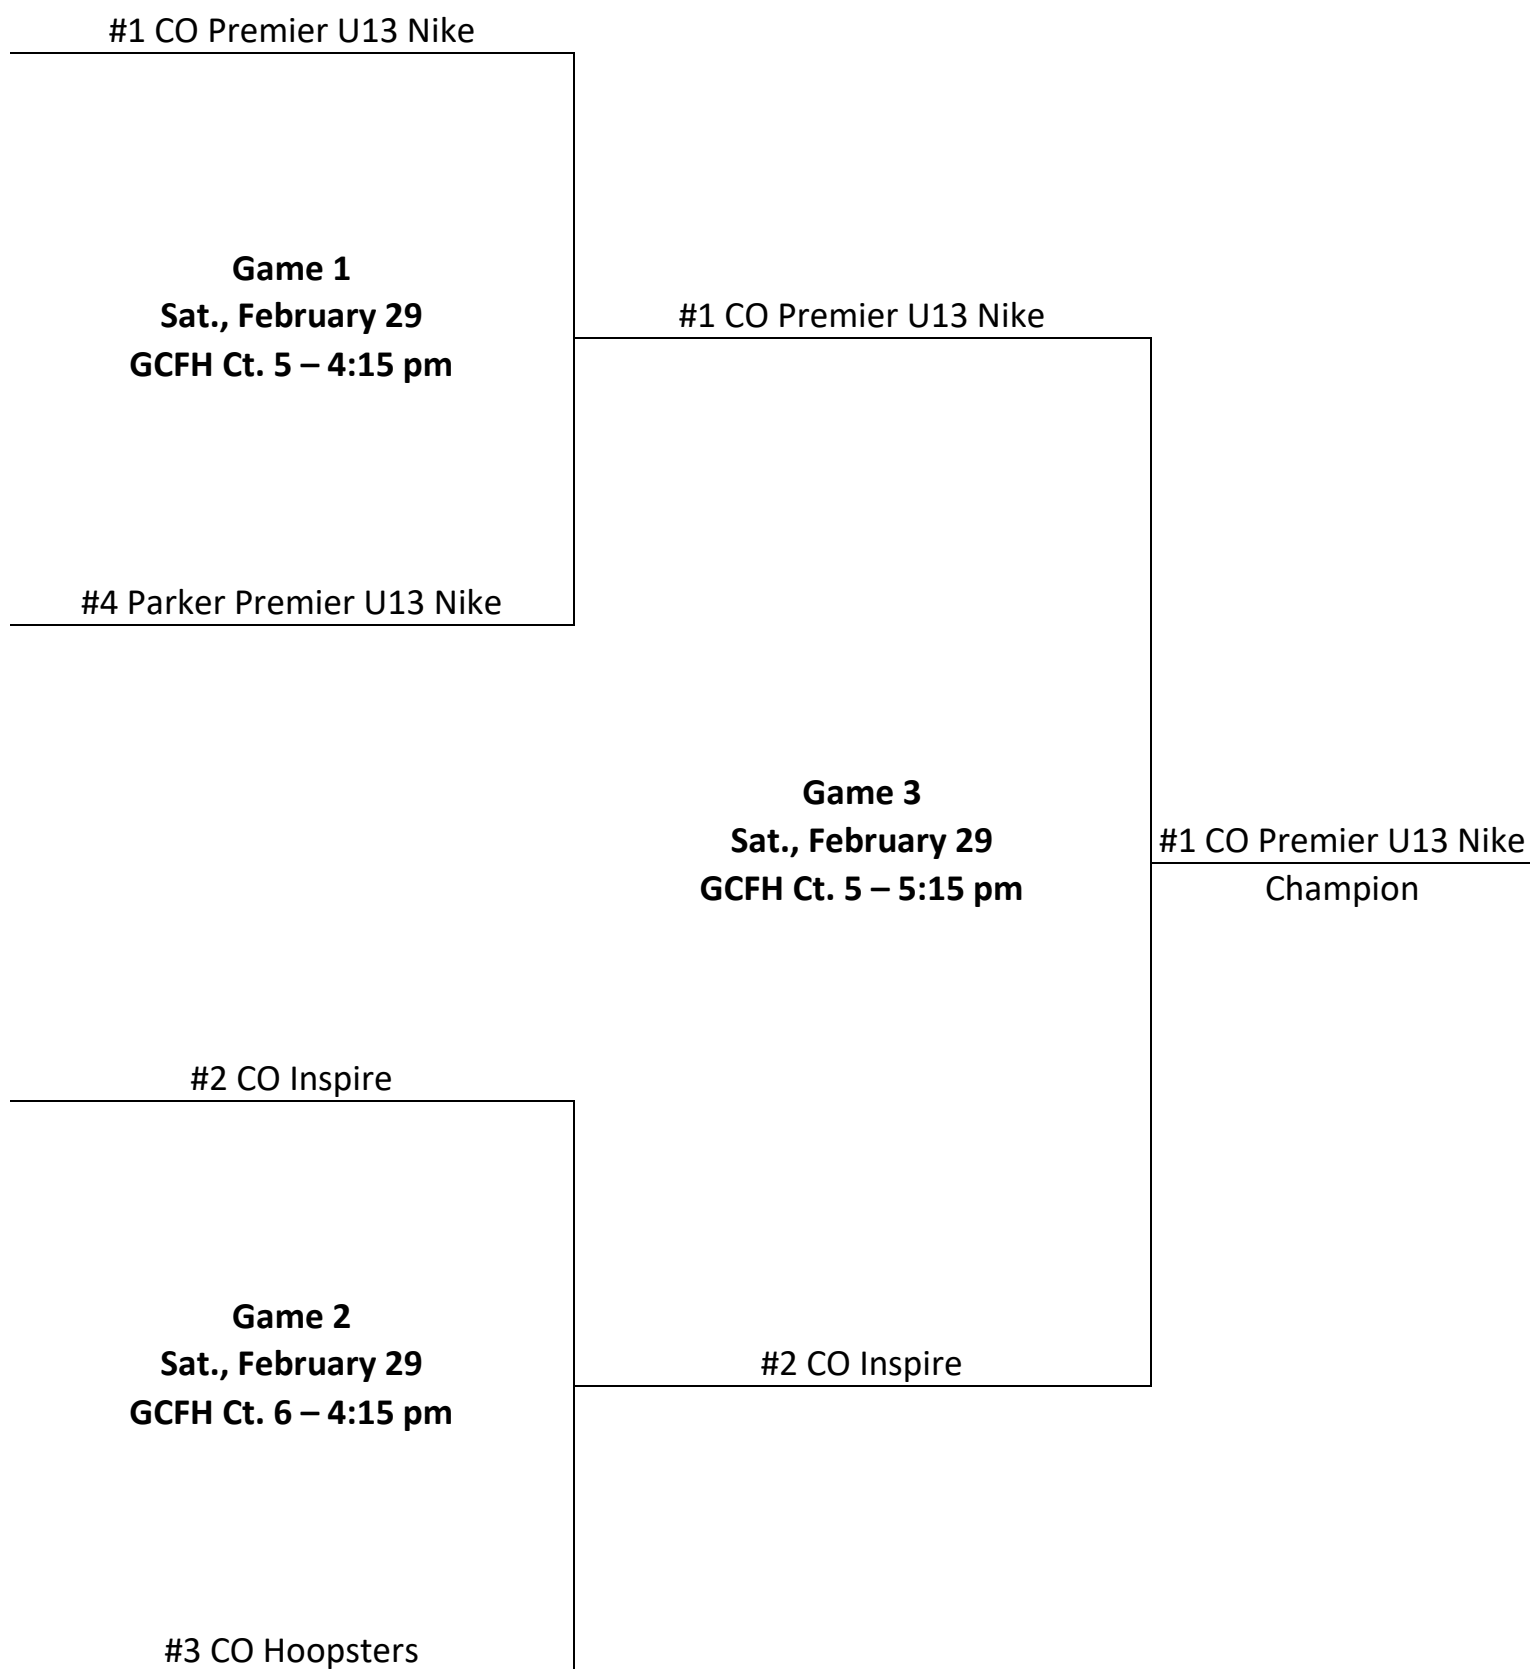 #1 CO Premier U13 Nike
Game 1
Sat., February 29
GCFH Ct. 5 – 4:15 pm
#1 CO Premier U13 Nike
#4 Parker Premier U13 Nike
Game 3
Sat., February 29
GCFH Ct. 5 – 5:15 pm
#1 CO Premier U13 Nike
Champion
#2 CO Inspire
Game 2
Sat., February 29
GCFH Ct. 6 – 4:15 pm
#2 CO Inspire
#3 CO Hoopsters